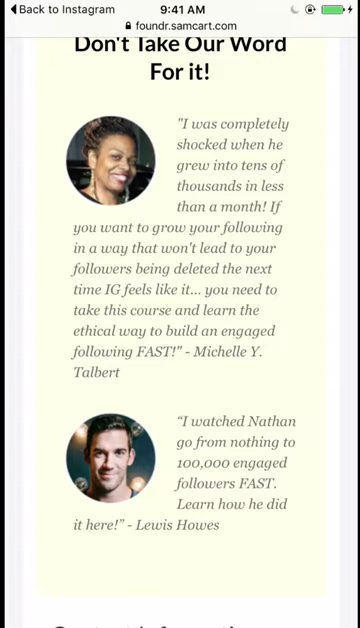 Back to Instagram
9:41 AM
foundr.samcart.com
Don't Take Our Word
For it!
"I was completely
shocked when he
grew into tens of
thousands in less
than a month! If
you want to grow your following
in a way that won't lead to your
followers being deleted the next
time IG feels like it... you need to
take this course and learn the
ethical way to build an engaged
following FAST!" - Michelle Y.
Talbert
“I watched Nathan
go from nothing to
100,000 engaged
followers FAST.
Learn how he did
it here!” - Lewis Howes